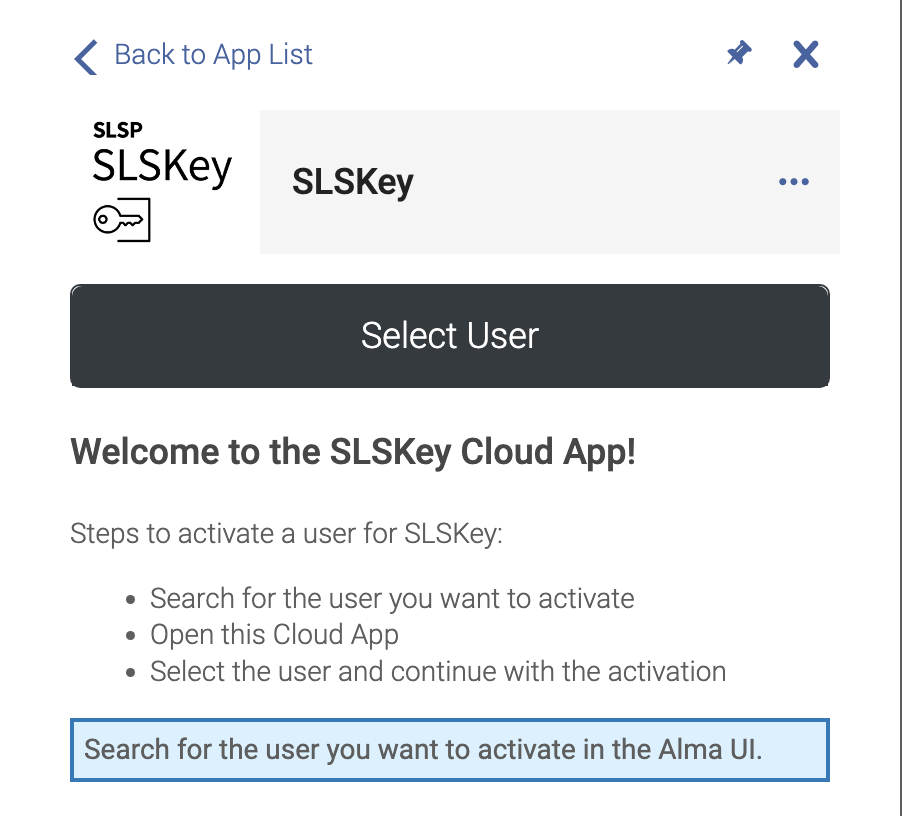 Back to App List
SLSP
SLSKey
SLSKey
Select User
Welcome to the SLSKey Cloud App!
Steps to activate a user for SLSKey:
Search for the user you want to activate
Open this Cloud App
Select the user and continue with the activation
Search for the user you want to activate in the Alma UI.